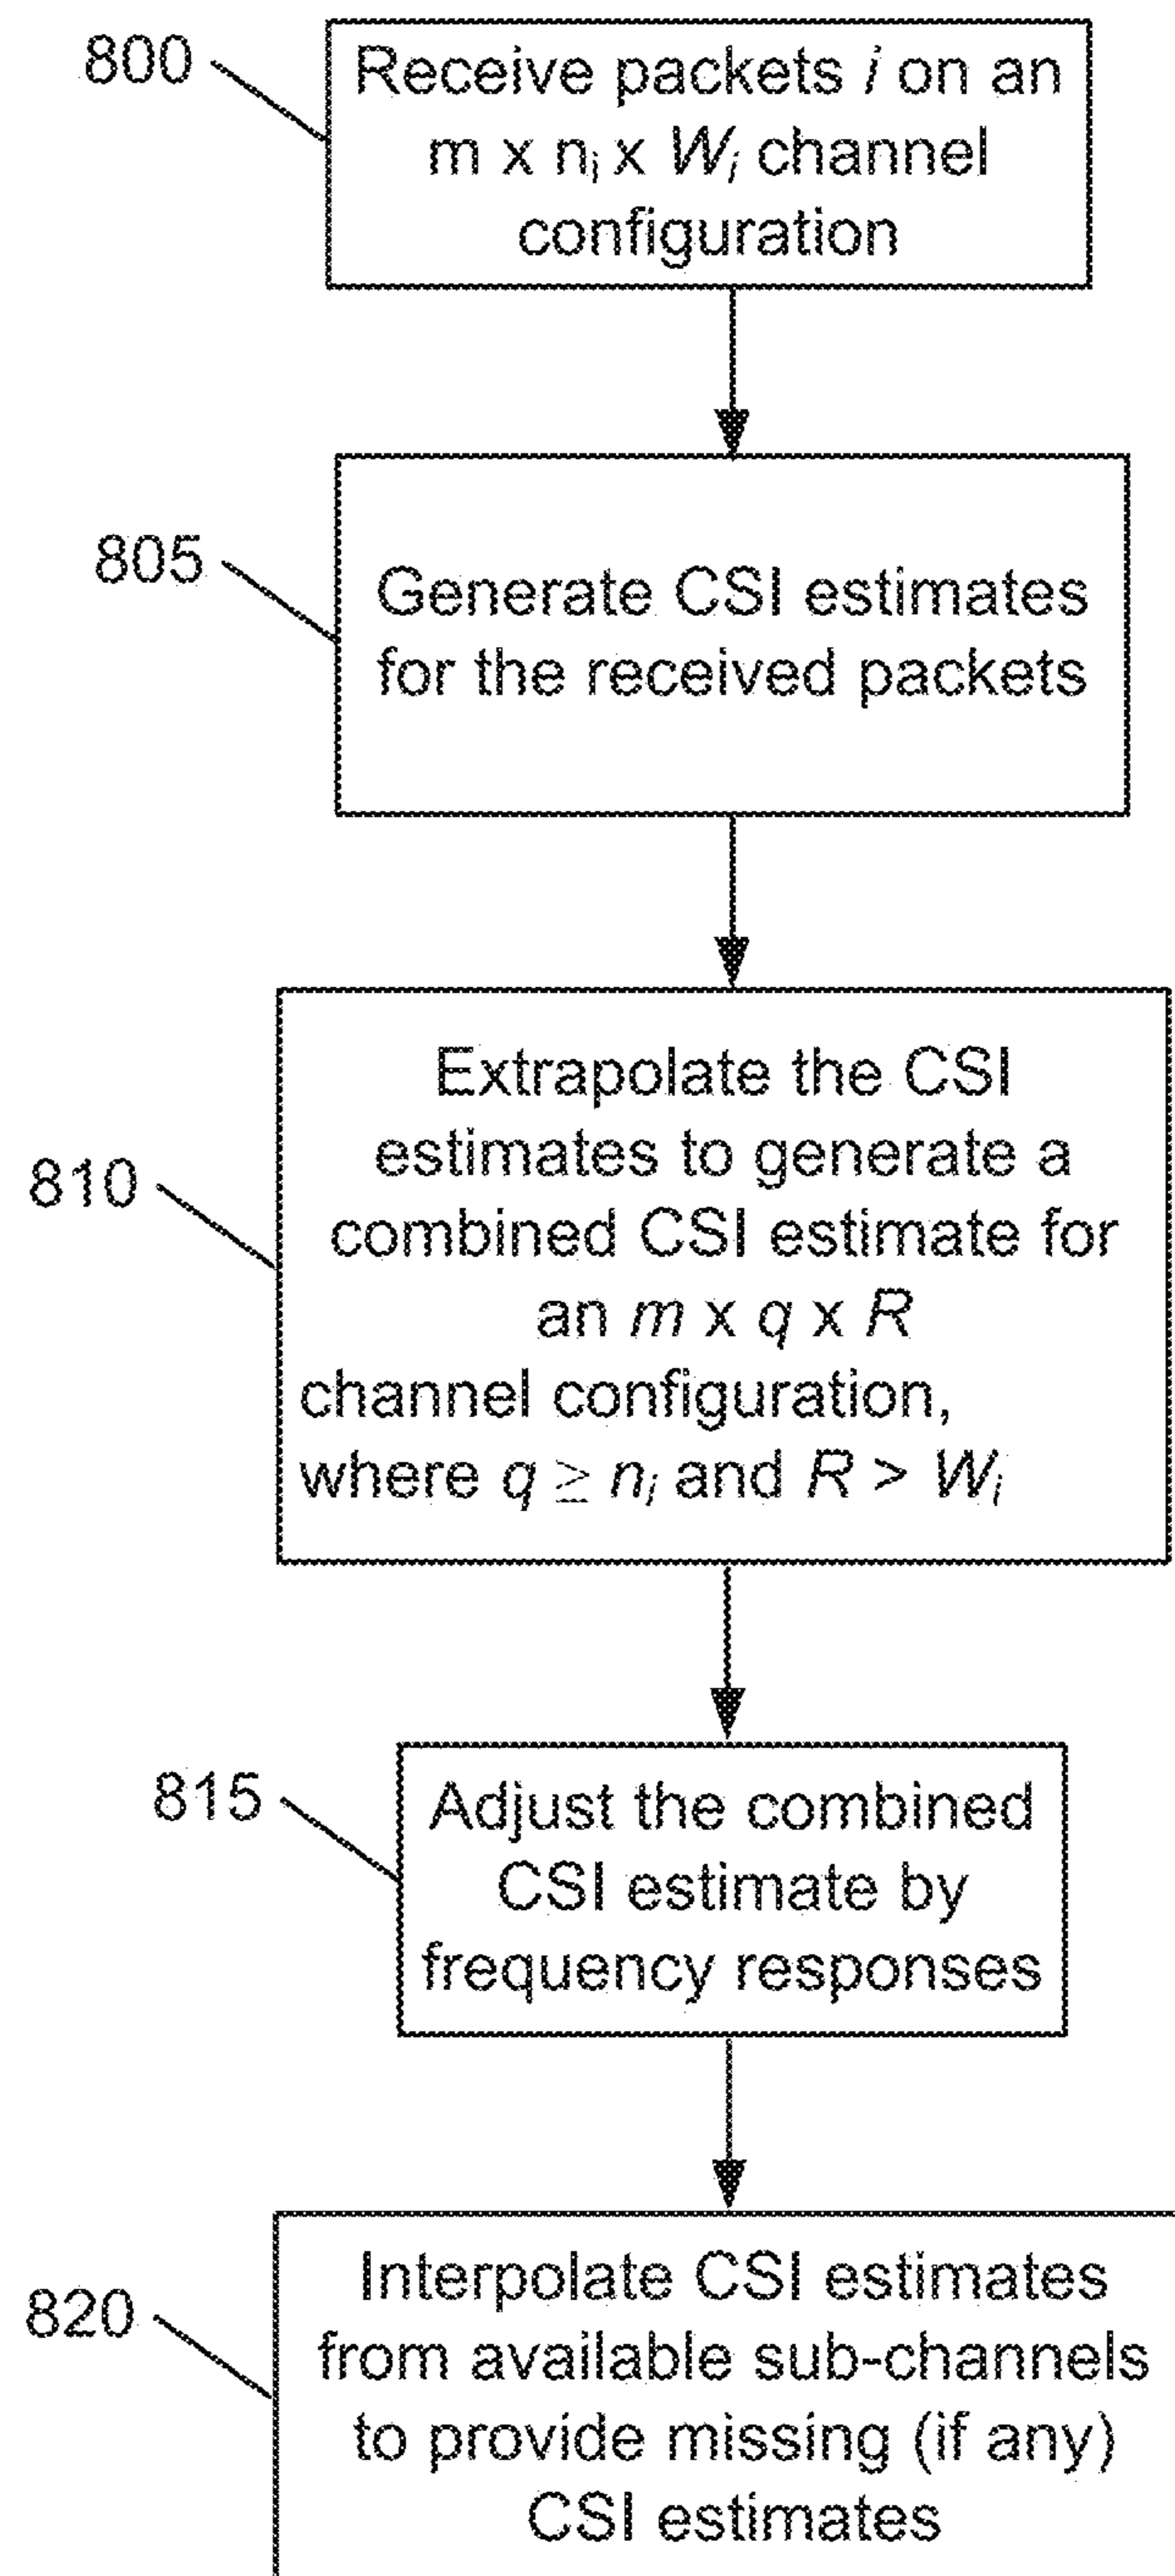 800
Receive packets i on an
m x nᵢ x Wᵢ channel
configuration
805
Generate CSI estimates
for the received packets
810
Extrapolate the CSI
estimates to generate a
combined CSI estimate for
an m x q x R
channel configuration,
where q ≥ nᵢ and R > Wᵢ
815
Adjust the combined
CSI estimate by
frequency responses
820
Interpolate CSI estimates
from available sub-channels
to provide missing (if any)
CSI estimates